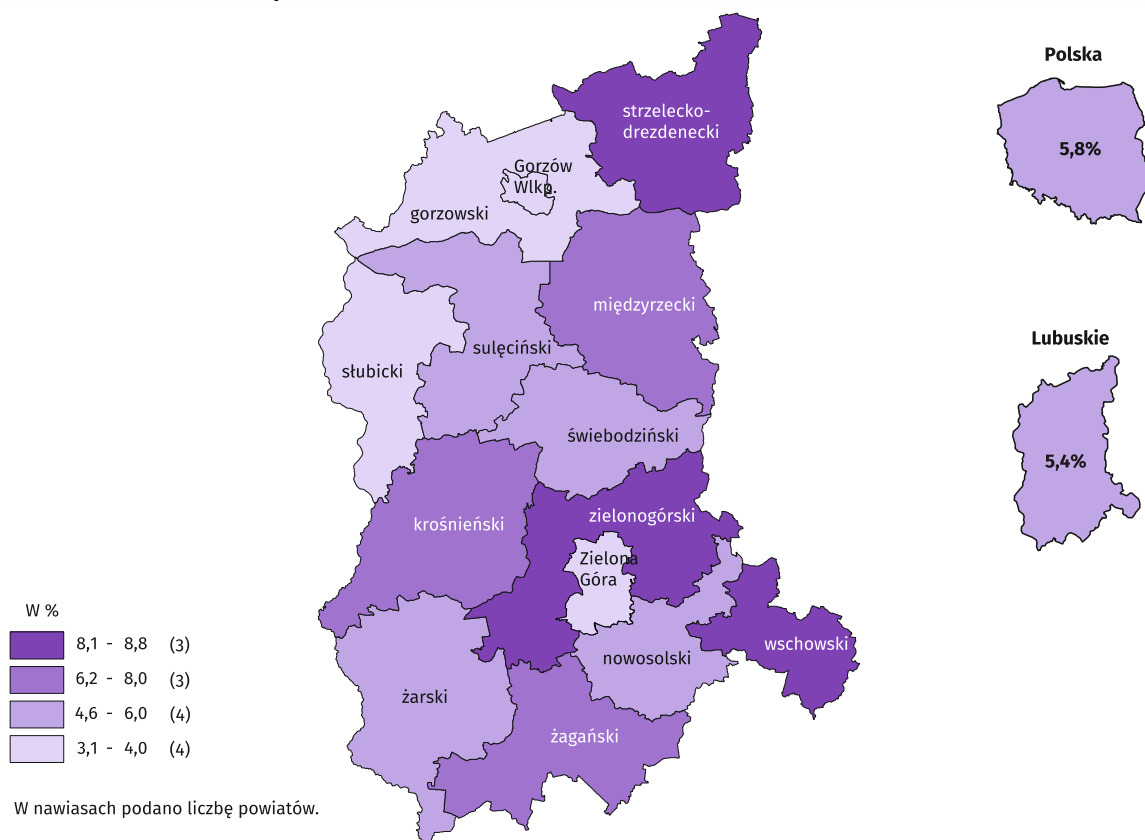 Polska
5,8%
strzelecko-
drezdenecki
Gorzów
Wlkp.
gorzowski
międzyrzecki
sulęciński
słubicki
Lubuskie
5,4%
świebodziński
krośnieński
zielonogórski
Zielona
Góra
wschowski
nowosolski
żarski
żagański
W %
8,1 - 8,8 (3)
6,2 - 8,0 (3)
4,6 - 6,0 (4)
3,1 - 4,0 (4)
W nawiasach podano liczbę powiatów.